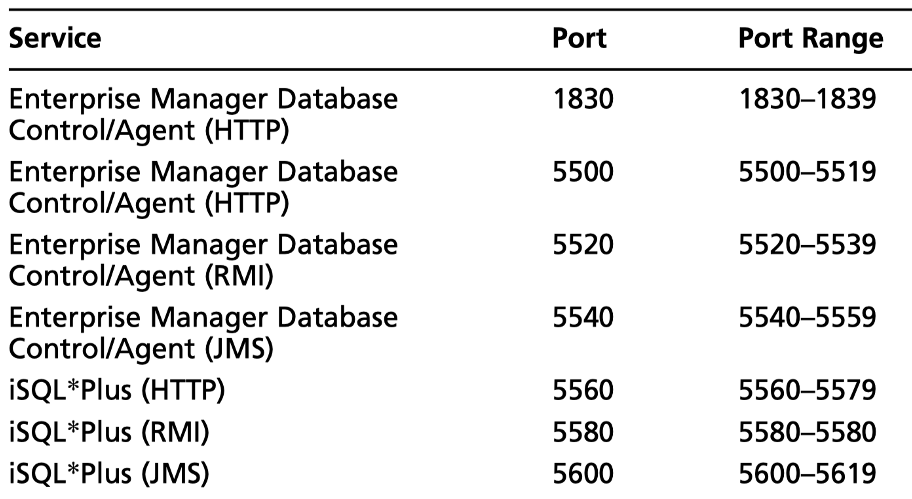 Service Port Port Range
Enterprise Manager Database 1830 1830–1839
Control/Agent (HTTP)
Enterprise Manager Database 5500 5500–5519
Control/Agent (HTTP)
Enterprise Manager Database 5520 5520–5539
Control/Agent (RMI)
Enterprise Manager Database 5540 5540–5559
Control/Agent (JMS)
iSQL*Plus (HTTP) 5560 5560–5579
iSQL*Plus (RMI) 5580 5580–5580
iSQL*Plus (JMS) 5600 5600–5619